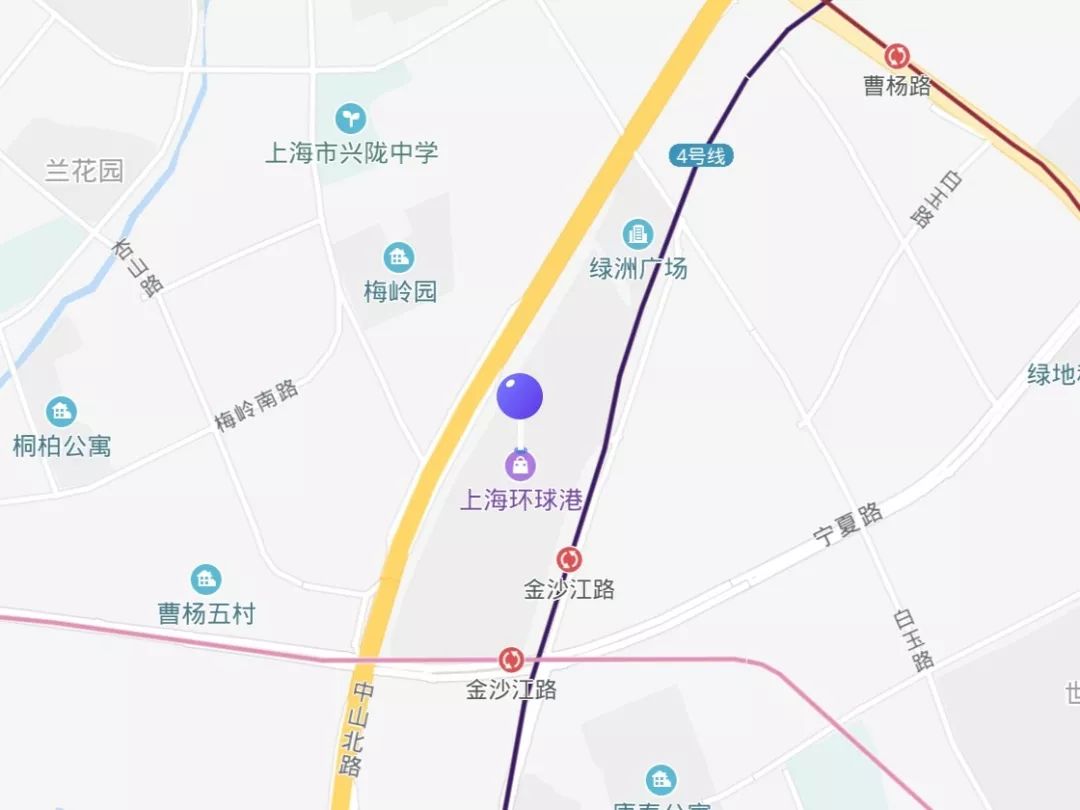 曹杨路
上海市兴陇中学
4号线
兰花园
白玉路
杏山路
绿洲广场
梅岭园
绿地
梅岭南路
桐柏公寓
上海环球港
宁夏路
金沙江路
曹杨五村
白玉路
金沙江路
中山北路
世